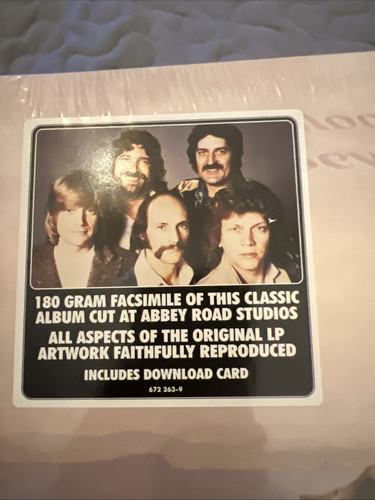 180 GRAM FACSIMILE OF THIS CLASSIC
ALBUM CUT AT ABBEY ROAD STUDIOS
ALL ASPECTS OF THE ORIGINAL LP
ARTWORK FAITHFULLY REPRODUCED
INCLUDES DOWNLOAD CARD
672 263-9